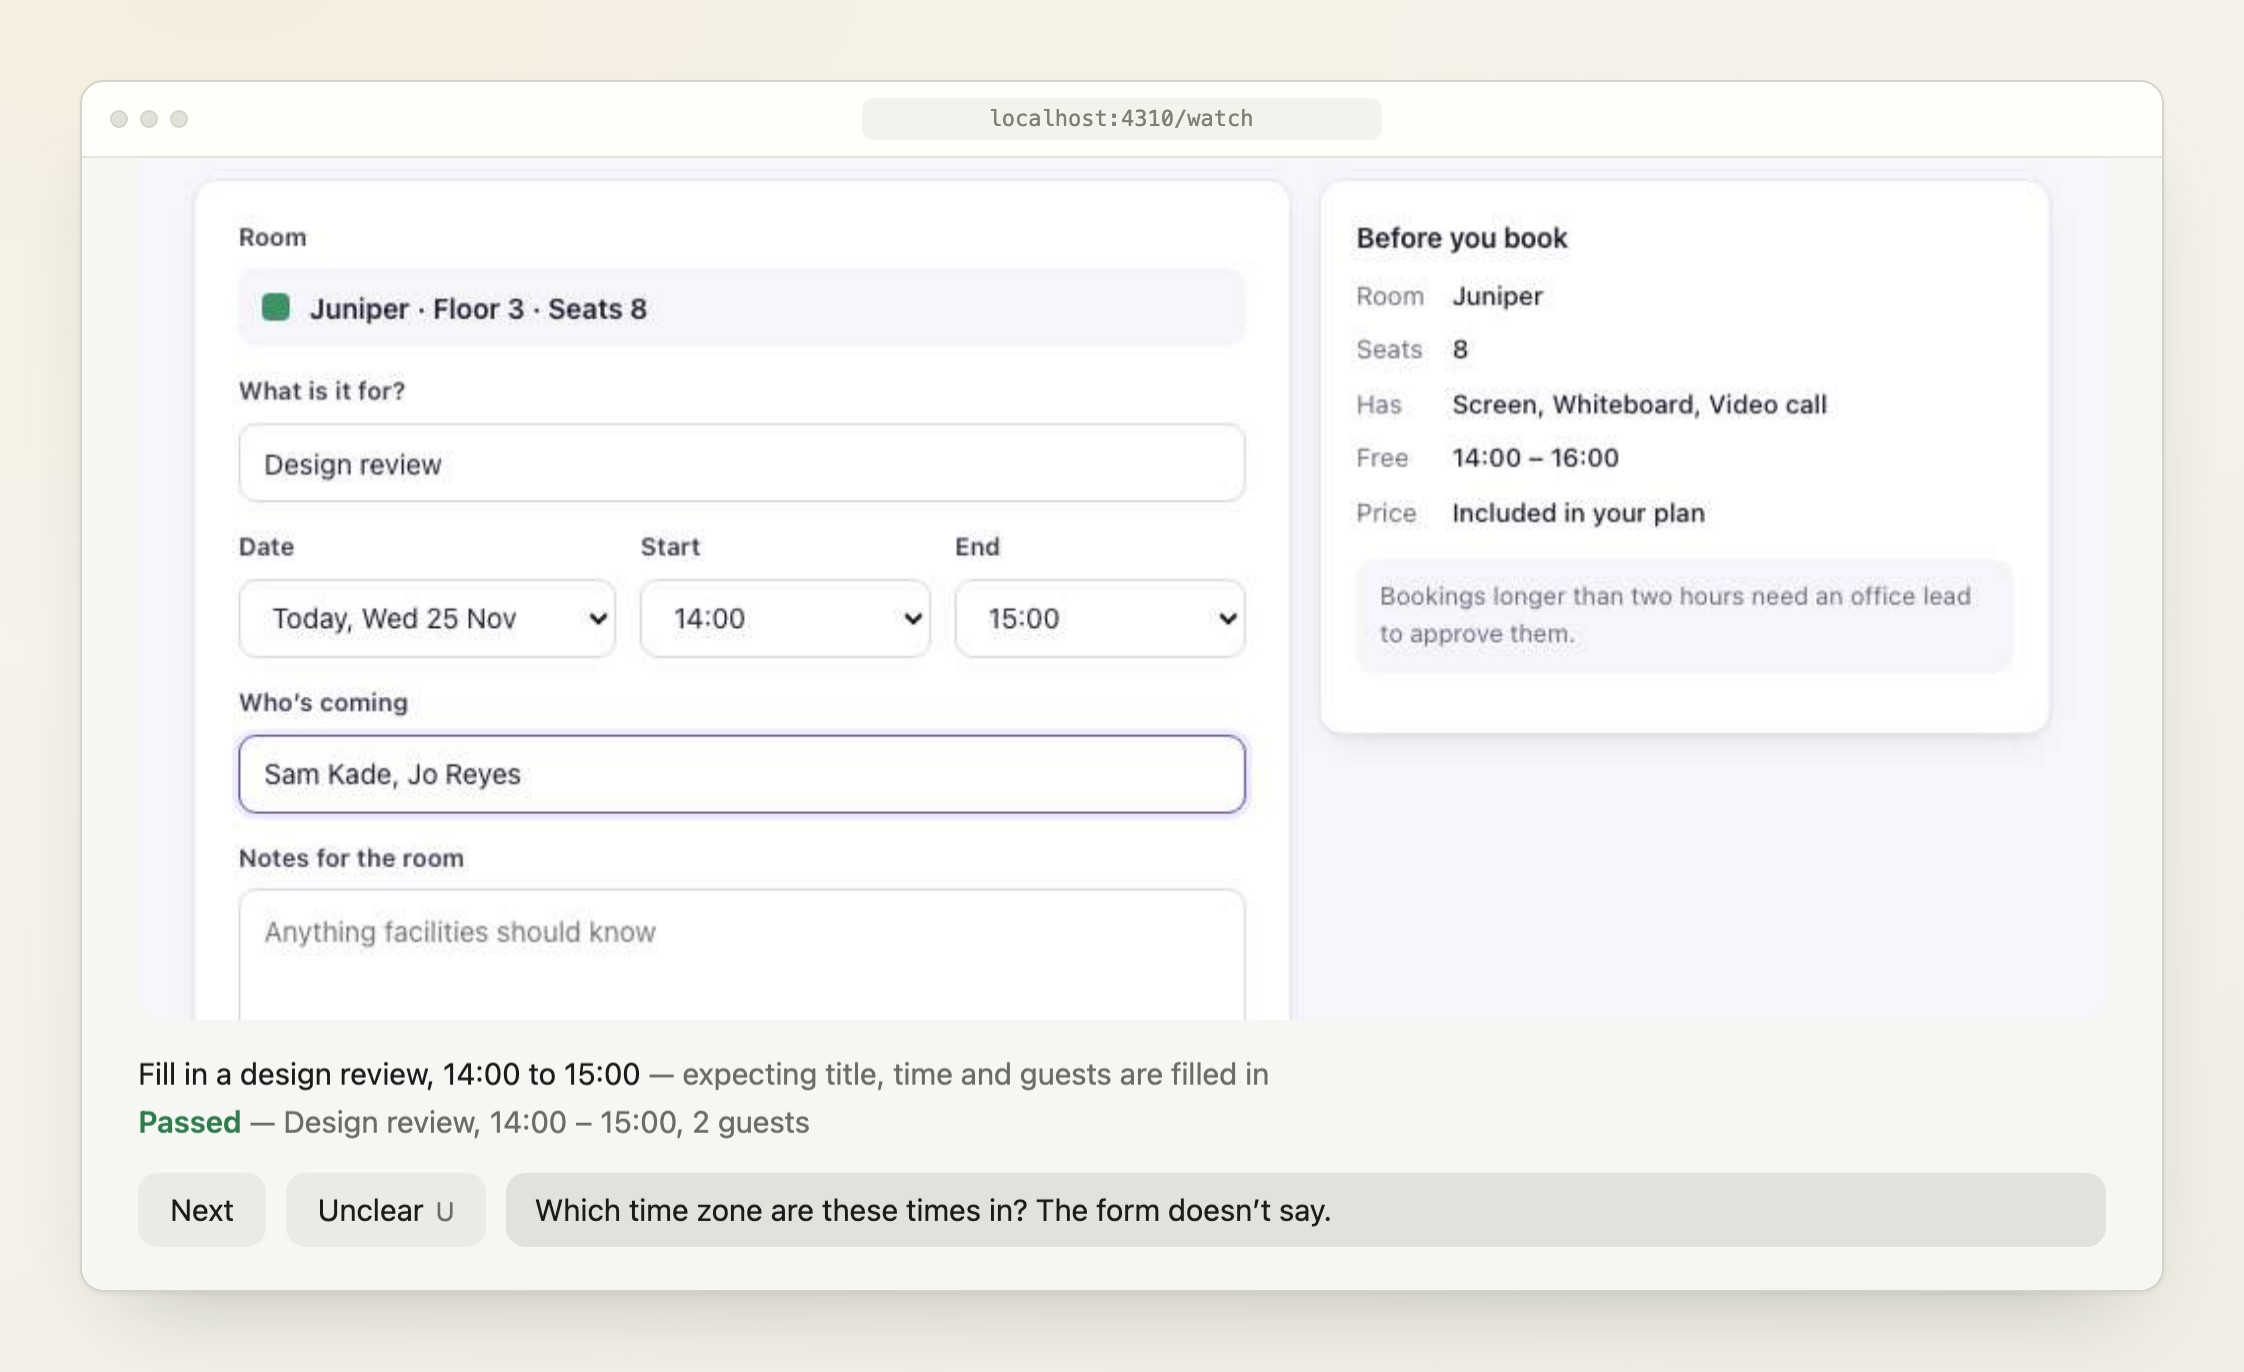 localhost:4310/watch
Room
Juniper · Floor 3 · Seats 8
What is it for?
Design review
Date
Start
End
Today, Wed 25 Nov
14:00
15:00
Who's coming
Sam Kade, Jo Reyes
Notes for the room
Anything facilities should know
Before you book
Room Juniper
Seats 8
Has Screen, Whiteboard, Video call
Free 14:00 – 16:00
Price Included in your plan
Bookings longer than two hours need an office lead
to approve them.
Fill in a design review, 14:00 to 15:00 — expecting title, time and guests are filled in
Passed — Design review, 14:00 – 15:00, 2 guests
Next
Unclear U
Which time zone are these times in? The form doesn’t say.